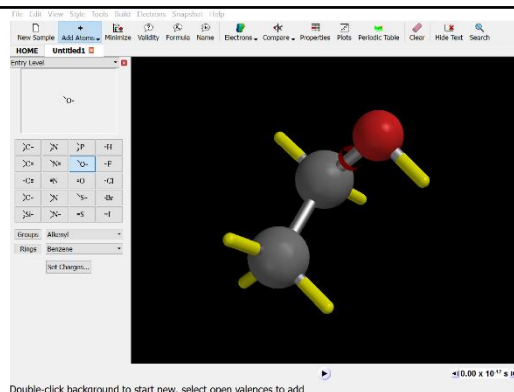 File Edit View Style Tools Build Electrons Snapshot Help
New Sample Add Atoms Minimize Validity Formula Name Electrons Compare Properties Plots Periodic Table Clear Hide Text Search
HOME Untitled1
Entry Level
-O-
-H
-O- -F
=O -Cl
-S- -Br
=S -I
Groups Alkenyl
Rings Benzene
Set Charges...
Double-click background to start new, select open valences to add